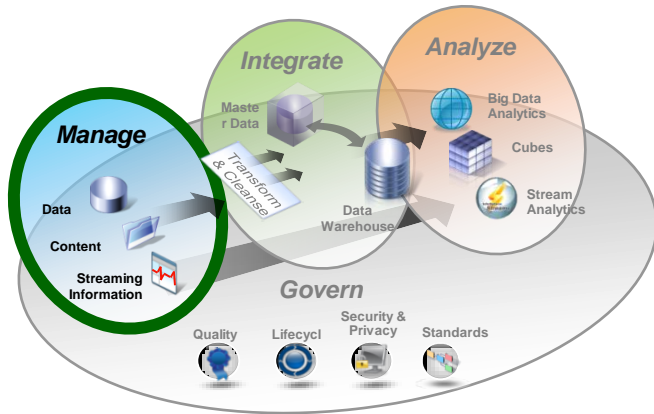 Analyze
Integrate
Manage
Maste
r Data
Big Data
Analytics
Cubes
Transform
& Cleanse
Data
Stream
Analytics
Data
Warehouse
Content
Streaming
Information
Govern
Quality
Lifecycl
Security &
Privacy
Standards